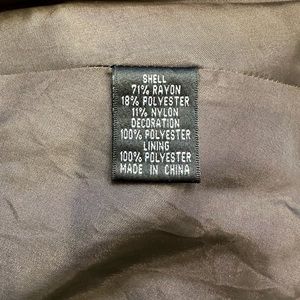 SHELL
71% RAYON
18% POLYESTER
11% NYLON
DECORATION
100% POLYESTER
LINING
100% POLYESTER
MADE IN CHINA